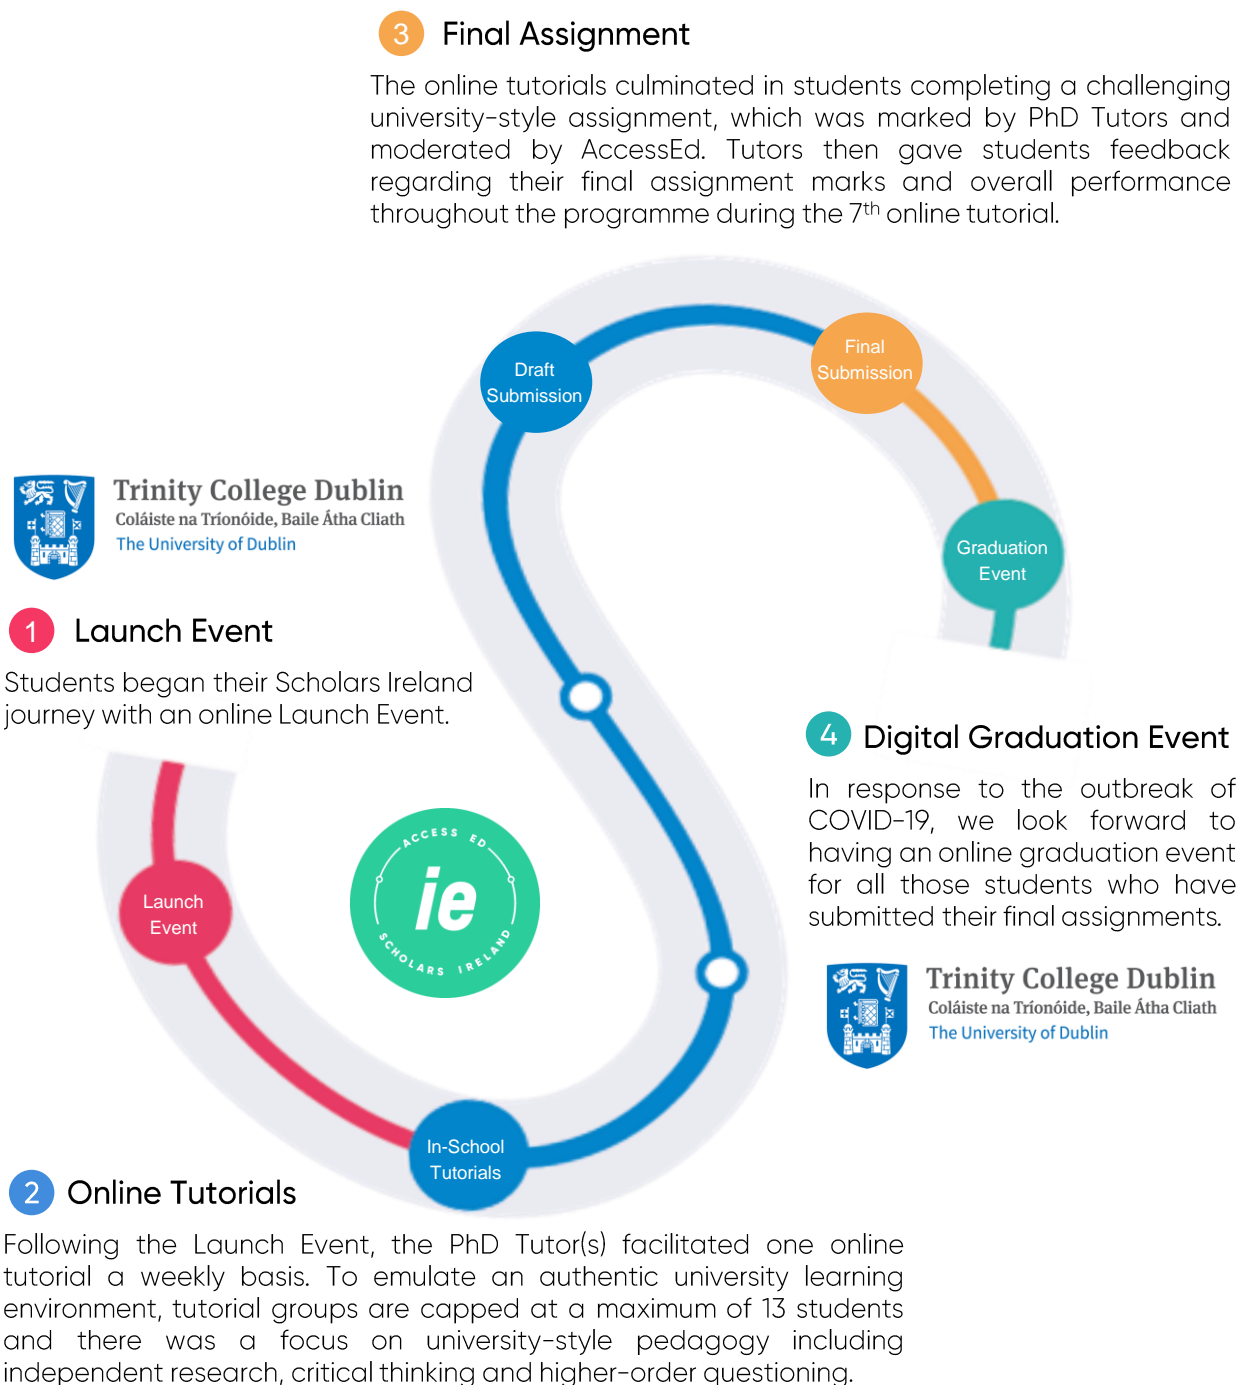 3 Final Assignment
The online tutorials culminated in students completing a challenging
university-style assignment, which was marked by PhD Tutors and
moderated by AccessEd. Tutors then gave students feedback
regarding their final assignment marks and overall performance
throughout the programme during the 7th online tutorial.
Draft
Submission
Final
Submission
Graduation
Event
Trinity College Dublin
Coláiste na Tríonóide, Baile Átha Cliath
The University of Dublin
1 Launch Event
Students began their Scholars Ireland
journey with an online Launch Event.
4 Digital Graduation Event
In response to the outbreak of
COVID-19, we look forward to
having an online graduation event
for all those students who have
submitted their final assignments.
Trinity College Dublin
Coláiste na Tríonóide, Baile Átha Cliath
The University of Dublin
ACCESS ED
ie
SCHOLARS IRELAND
Launch
Event
In-School
Tutorials
2 Online Tutorials
Following the Launch Event, the PhD Tutor(s) facilitated one online
tutorial a weekly basis. To emulate an authentic university learning
environment, tutorial groups are capped at a maximum of 13 students
and there was a focus on university-style pedagogy including
independent research, critical thinking and higher-order questioning.